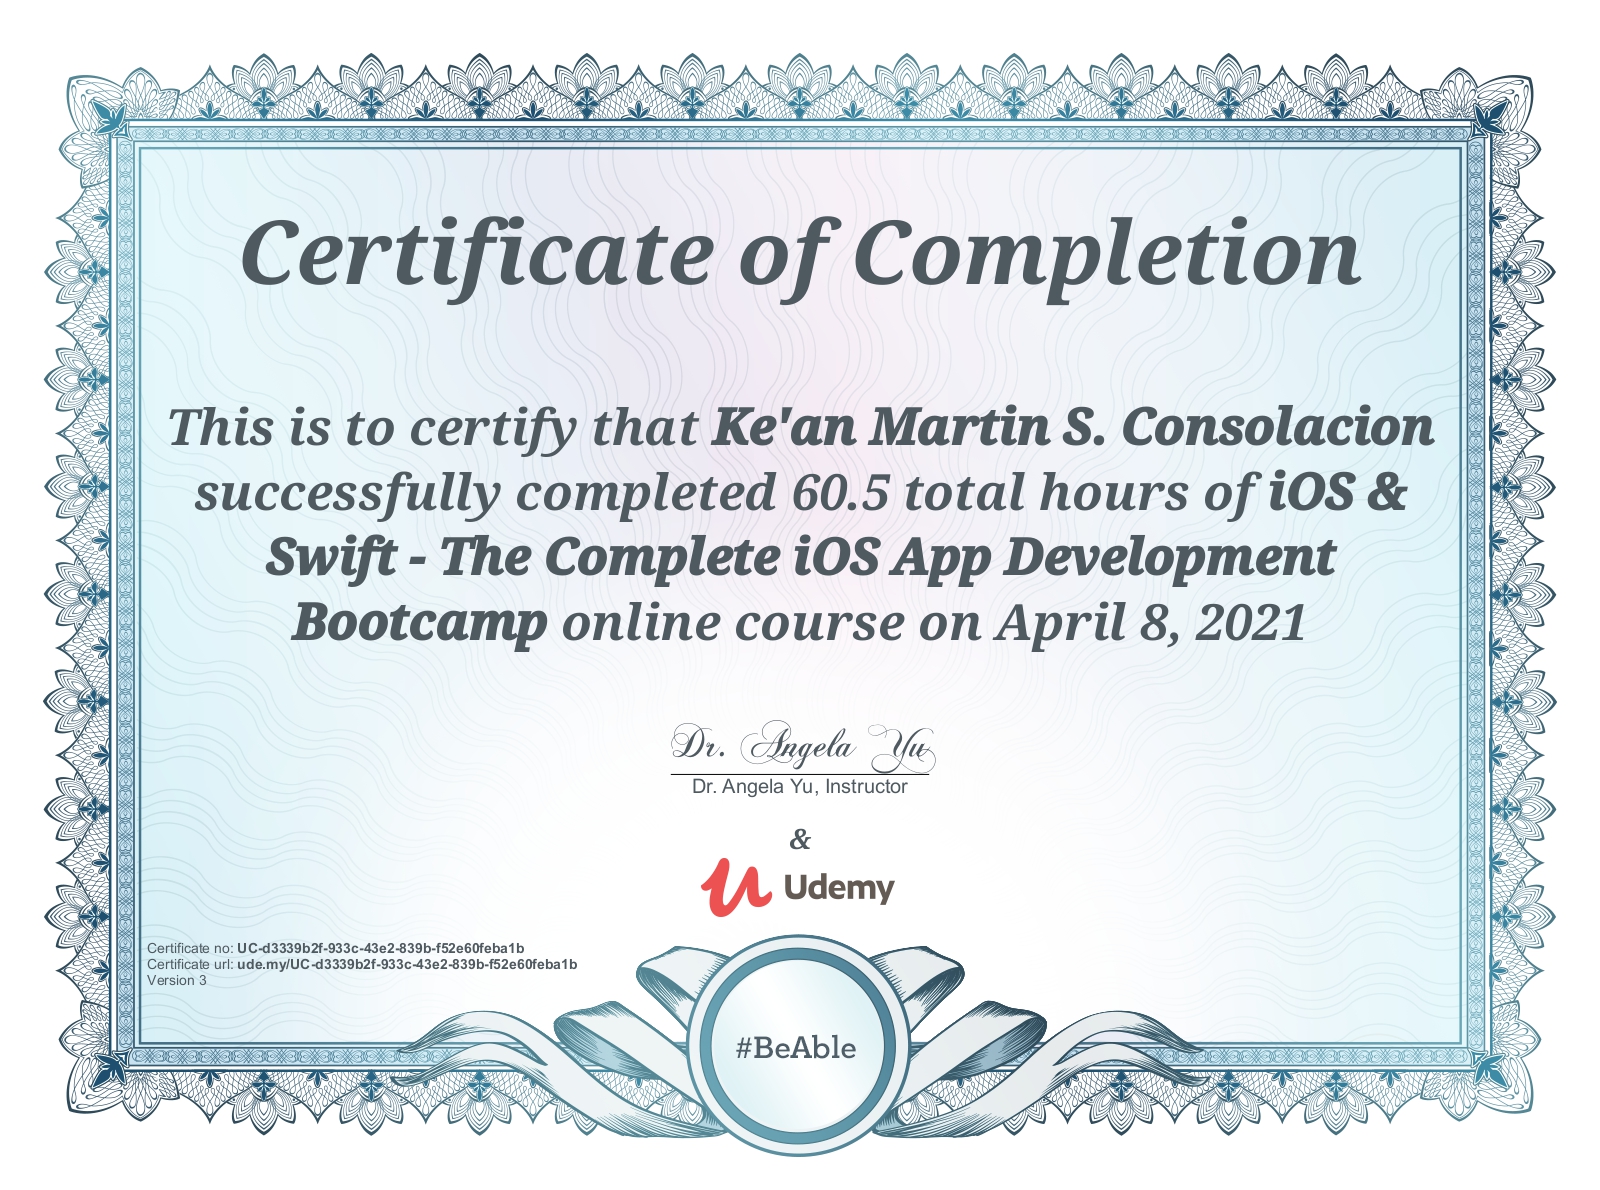 Certificate of Completion
This is to certify that Ke'an Martin S. Consolacion
successfully completed 60.5 total hours of iOS &
Swift - The Complete iOS App Development
Bootcamp online course on April 8, 2021
Dr. Angela Yu
Dr. Angela Yu, Instructor
&
Udemy
Certificate no: UC-d3339b2f-933c-43e2-839b-f52e60feba1b
Certificate url: ude.my/UC-d3339b2f-933c-43e2-839b-f52e60feba1b
Version 3
#BeAble